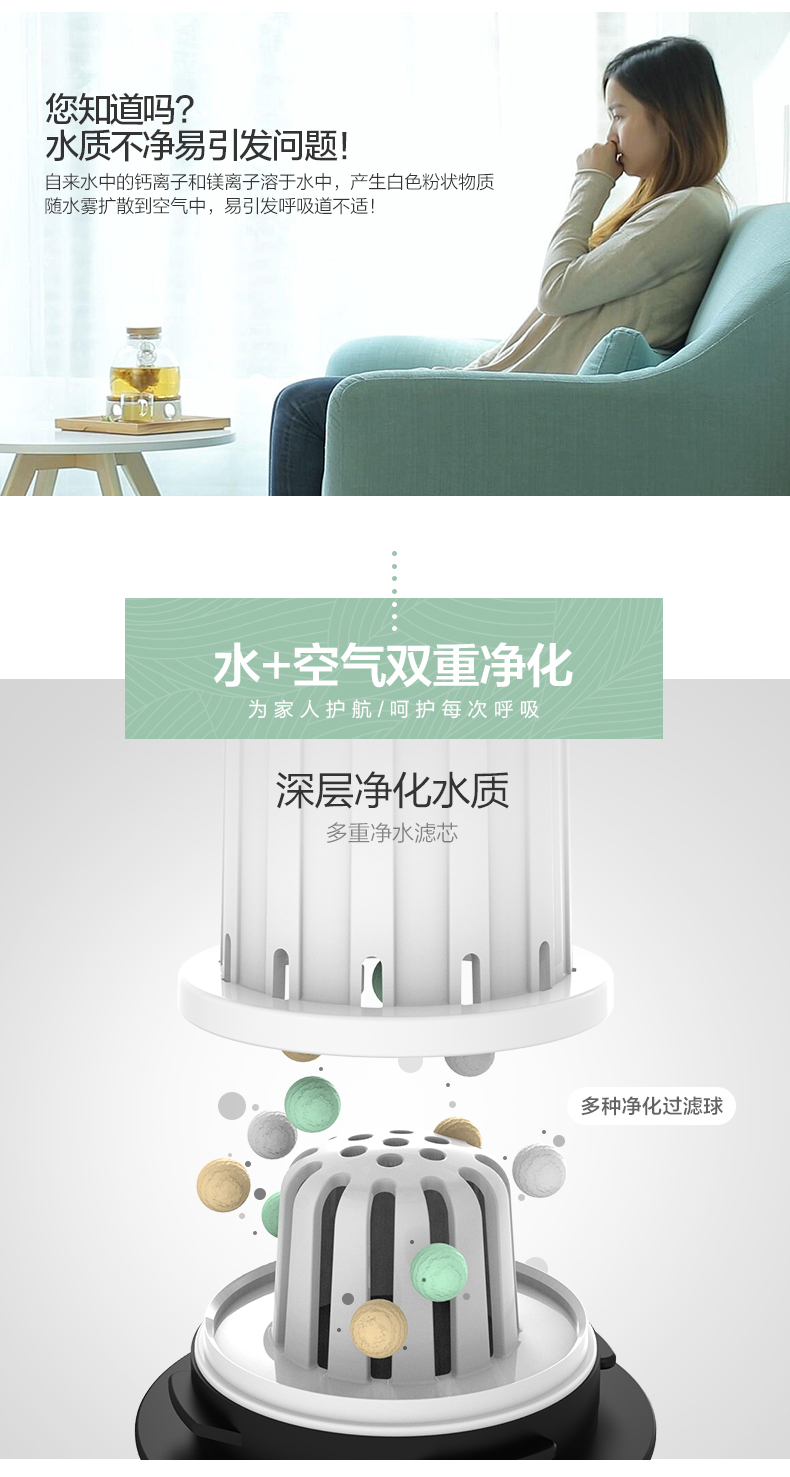 您知道吗?
水质不净易引发问题!
自来水中的钙离子和镁离子溶于水中，产生白色粉状物质
随水雾扩散到空气中，易引发呼吸道不适!
水+空气双重净化
为家人护航/呵护每次呼吸
深层净化水质
多重净水滤芯
多种净化过滤球